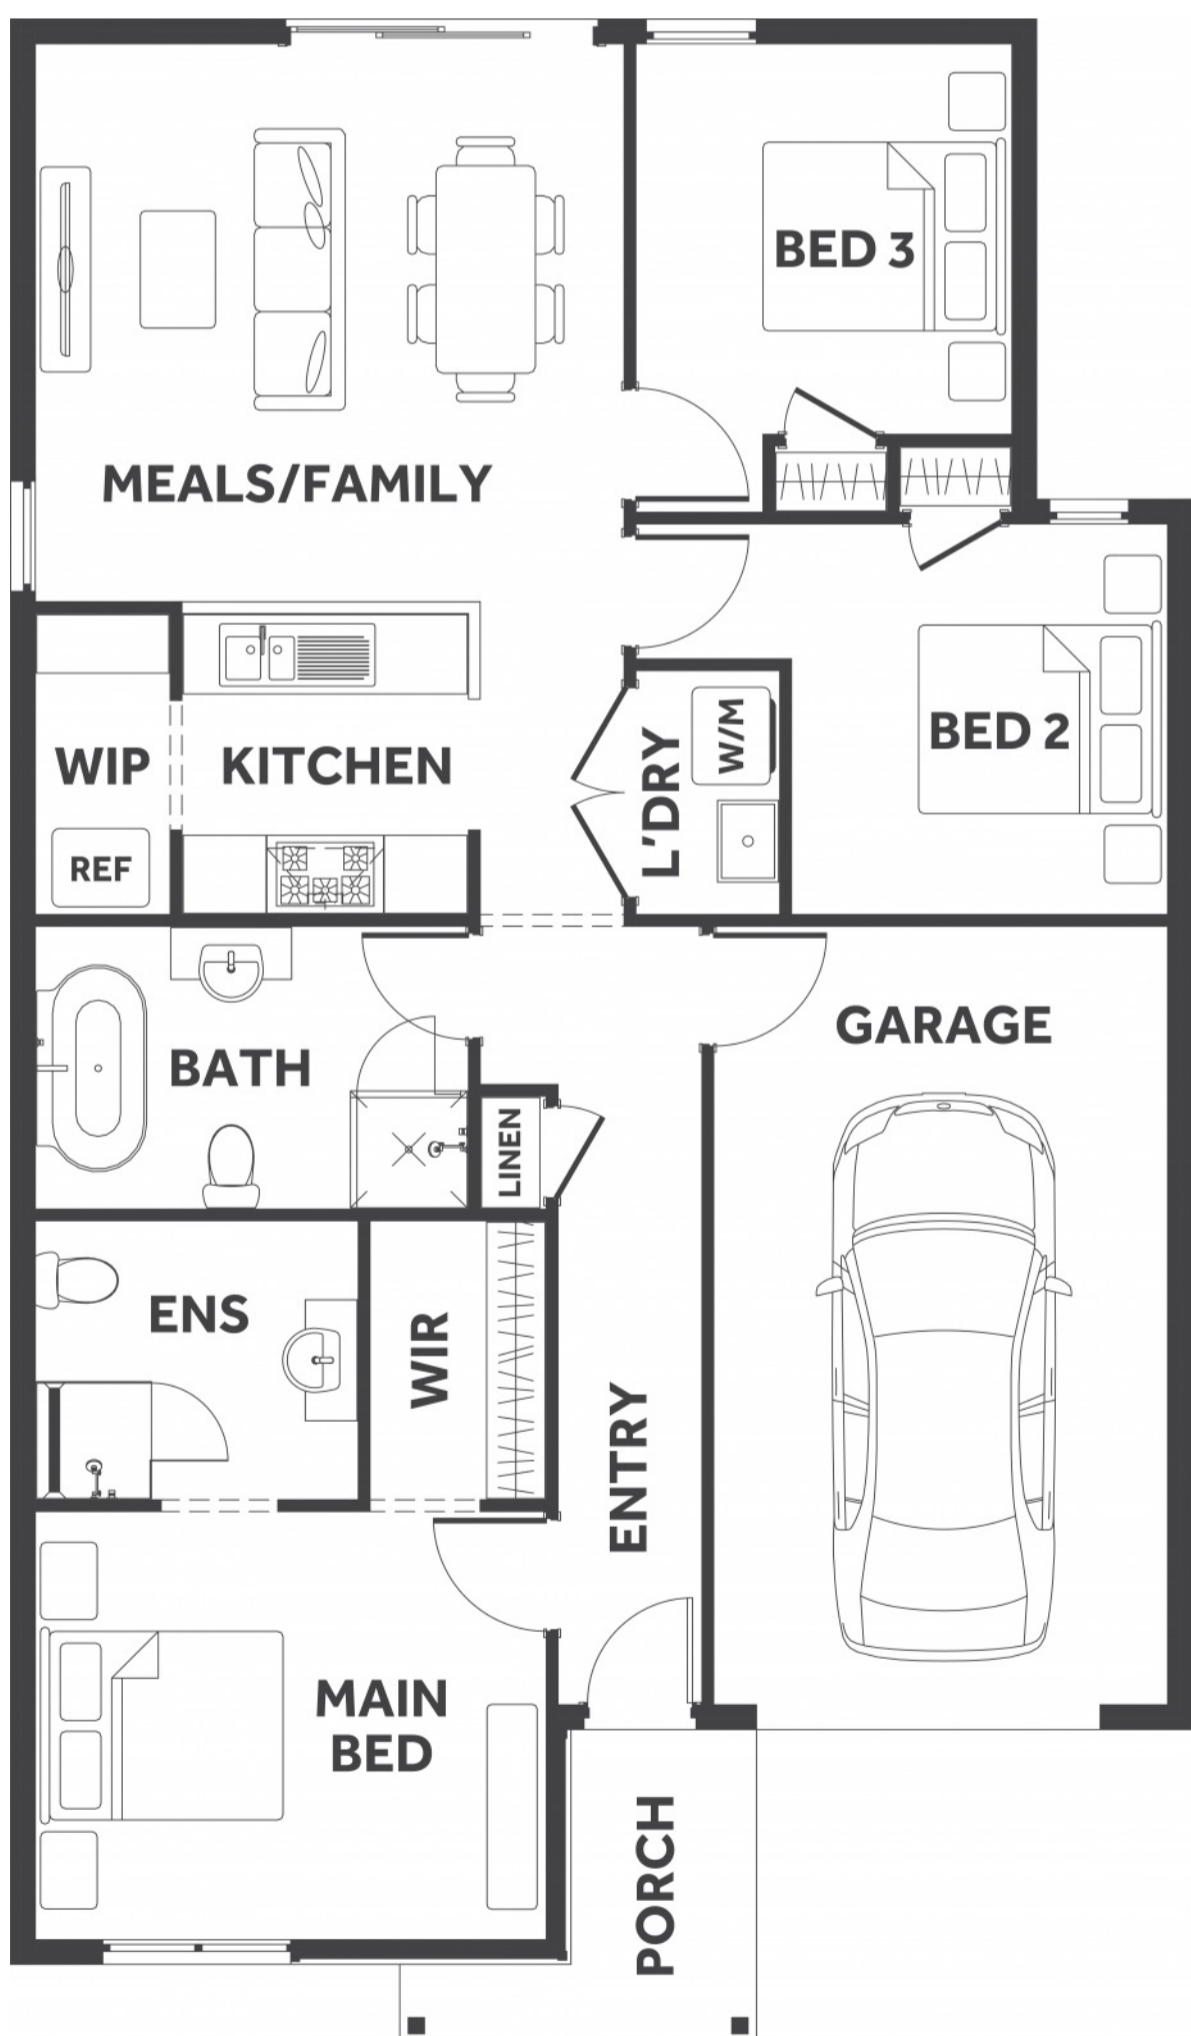 BED 3
MEALS/FAMILY
BED 2
WIP
KITCHEN
L'DRY
W/M
REF
GARAGE
BATH
LINEN
ENS
WIR
ENTRY
MAIN
BED
PORCH